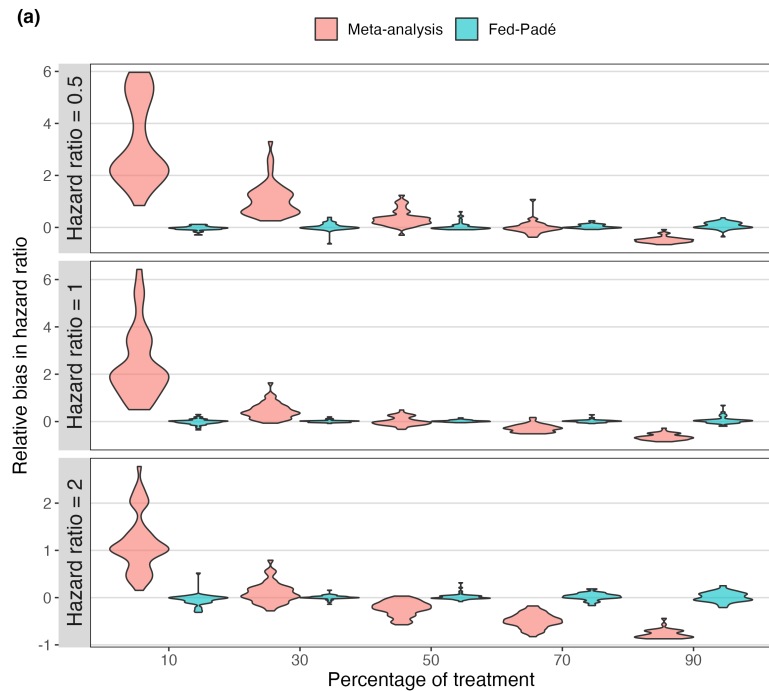 (a)
Meta-analysis
Fed-Padé
Relative bias in hazard ratio
Hazard ratio = 0.5
6
4
2
0
Hazard ratio = 1
6
4
2
0
Hazard ratio = 2
2
1
0
-1
10 30 50 70 90
Percentage of treatment